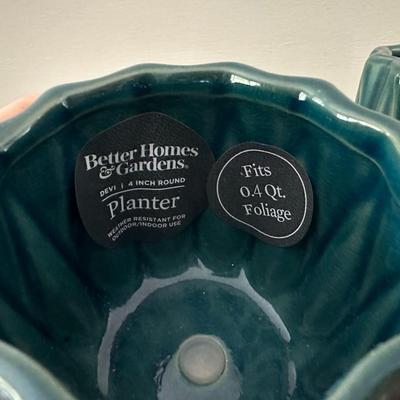 Better Homes
& Gardens®
DEVI | 4 INCH ROUND
Planter
WEATHER RESISTANT FOR
OUTDOOR/INDOOR USE
Fits
0.4 Qt.
Foliage